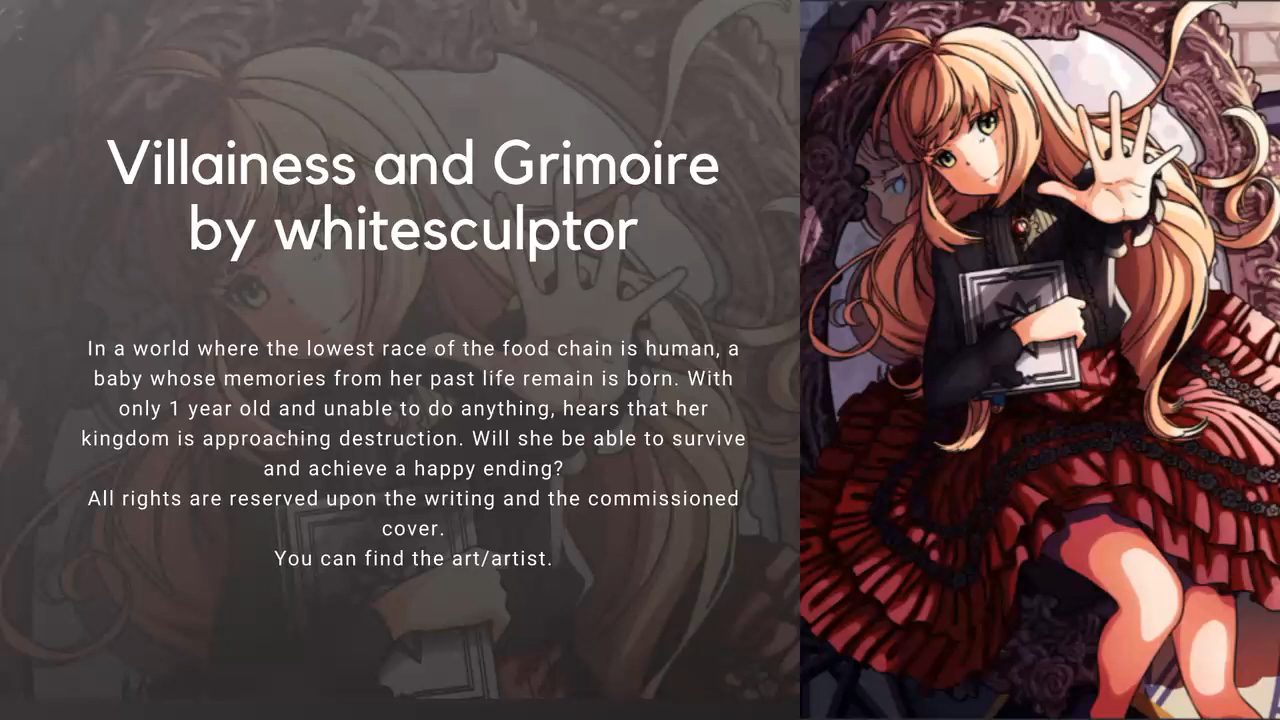 Villainess and Grimoire
by whitesculptor
In a world where the lowest race of the food chain is human, a
baby whose memories from her past life remain is born. With
only 1 year old and unable to do anything, hears that her
kingdom is approaching destruction. Will she be able to survive
and achieve a happy ending?
All rights are reserved upon the writing and the commissioned
cover.
You can find the art/artist.